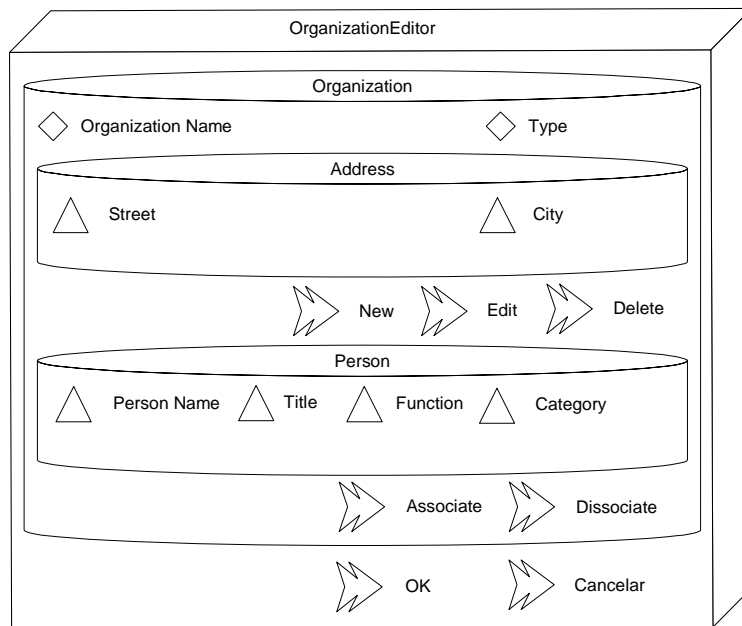 OrganizationEditor
Organization
Organization Name Type
Address
Street City
New Edit Delete
Person
Person Name Title Function Category
Associate Dissociate
OK Cancelar